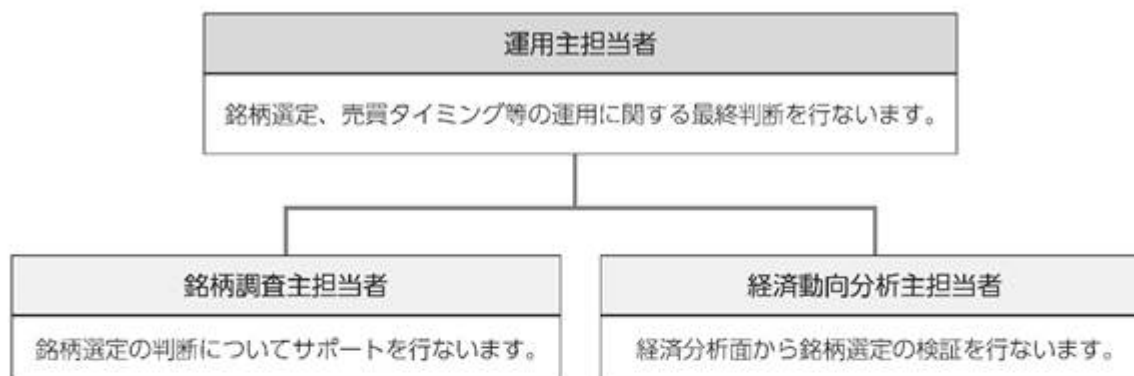 運用主担当者
銘柄選定、売買タイミング等の運用に関する最終判断を行ないます。
銘柄調査主担当者
銘柄選定の判断についてサポートを行ないます。
経済動向分析主担当者
経済分析面から銘柄選定の検証を行ないます。